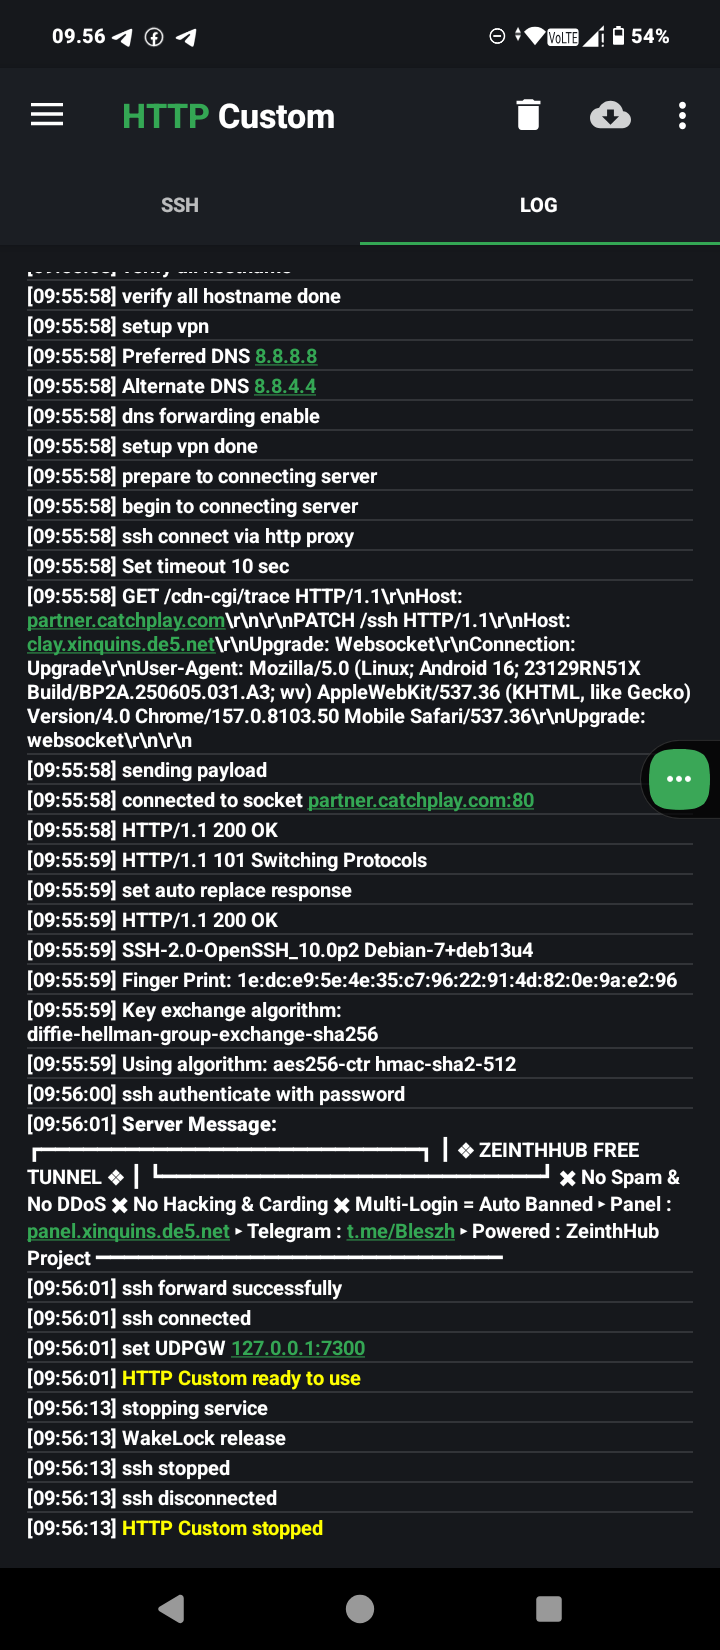 09.56
VoLTE
54%
HTTP Custom
SSH
LOG
[09:55:58] verify all hostname
[09:55:58] verify all hostname done
[09:55:58] setup vpn
[09:55:58] Preferred DNS 8.8.8.8
[09:55:58] Alternate DNS 8.8.4.4
[09:55:58] dns forwarding enable
[09:55:58] setup vpn done
[09:55:58] prepare to connecting server
[09:55:58] begin to connecting server
[09:55:58] ssh connect via http proxy
[09:55:58] Set timeout 10 sec
[09:55:58] GET /cdn-cgi/trace HTTP/1.1\r\nHost:
partner.catchplay.com\r\n\r\nPATCH /ssh HTTP/1.1\r\nHost:
clay.xinquins.de5.net\r\nUpgrade: Websocket\r\nConnection:
Upgrade\r\nUser-Agent: Mozilla/5.0 (Linux; Android 16; 23129RN51X
Build/BP2A.250605.031.A3; wv) AppleWebKit/537.36 (KHTML, like Gecko)
Version/4.0 Chrome/157.0.8103.50 Mobile Safari/537.36\r\nUpgrade:
websocket\r\n\r\n
[09:55:58] sending payload
[09:55:58] connected to socket partner.catchplay.com:80
[09:55:58] HTTP/1.1 200 OK
[09:55:59] HTTP/1.1 101 Switching Protocols
[09:55:59] set auto replace response
[09:55:59] HTTP/1.1 200 OK
[09:55:59] SSH-2.0-OpenSSH_10.0p2 Debian-7+deb13u4
[09:55:59] Finger Print: 1e:dc:e9:5e:4e:35:c7:96:22:91:4d:82:0e:9a:e2:96
[09:55:59] Key exchange algorithm:
diffie-hellman-group-exchange-sha256
[09:55:59] Using algorithm: aes256-ctr hmac-sha2-512
[09:56:00] ssh authenticate with password
[09:56:01] Server Message:
┏━━━━━━━━━━━━━━━━━━━━┓ ┃ ❖ ZEINTHHUB FREE
TUNNEL ❖ ┃ ┗━━━━━━━━━━━━━━━━━━━━┛ ✖ No Spam &
No DDoS ✖ No Hacking & Carding ✖ Multi-Login = Auto Banned ‣ Panel :
panel.xinquins.de5.net ‣ Telegram : t.me/Bleszh ‣ Powered : ZeinthHub
Project ━━━━━━━━━━━━━━━━━━━━━
[09:56:01] ssh forward successfully
[09:56:01] ssh connected
[09:56:01] set UDPGW 127.0.0.1:7300
[09:56:01] HTTP Custom ready to use
[09:56:13] stopping service
[09:56:13] WakeLock release
[09:56:13] ssh stopped
[09:56:13] ssh disconnected
[09:56:13] HTTP Custom stopped